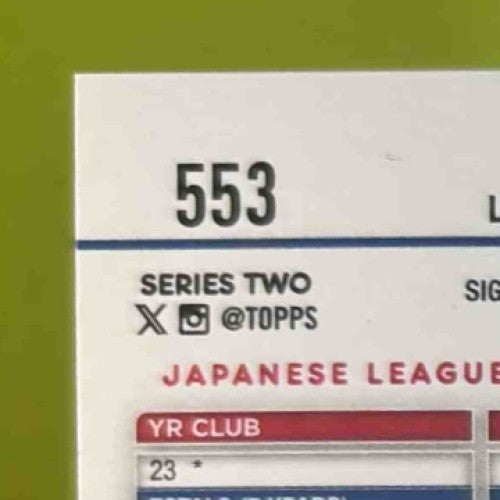 553
SERIES TWO
X @TOPPS
JAPANESE LEAGUE
YR CLUB
23 *